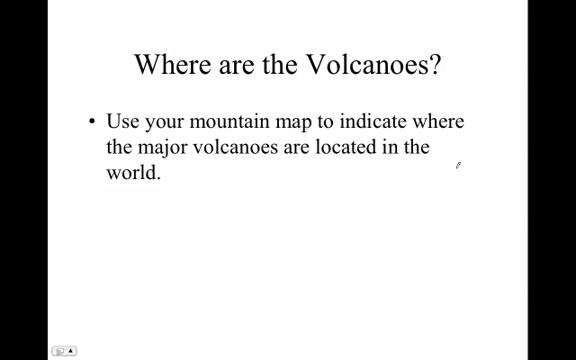 Where are the Volcanoes?
• Use your mountain map to indicate where
the major volcanoes are located in the
world.